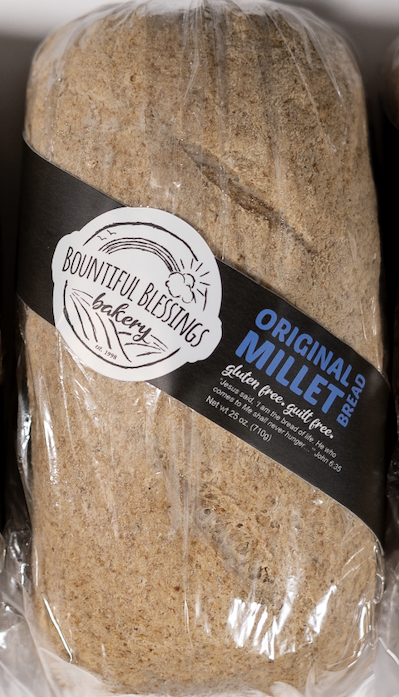 BOUNTIFUL BLESSINGS
bakery
est. 1998
ORIGINAL
MILLET
BREAD
gluten free. guilt free.
"Jesus said, "I am the bread of life. He who
comes to Me shall never hunger..." - John 6:35
Net wt 25 oz. (710g)